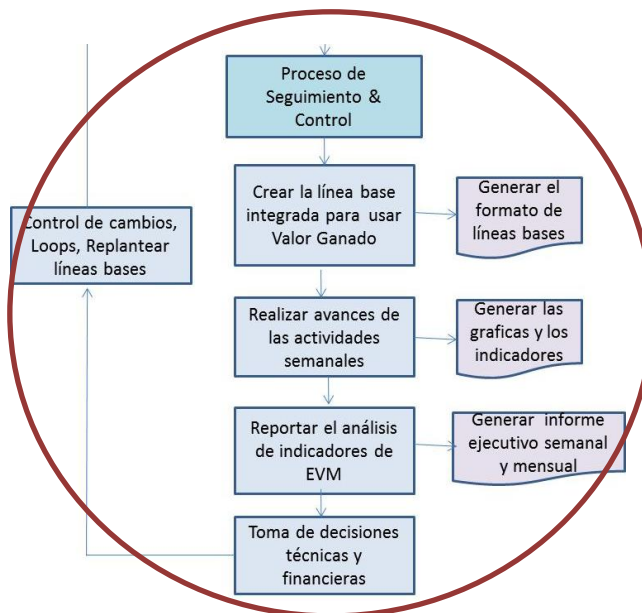 Proceso de
Seguimiento &
Control
Crear la línea base
integrada para usar
Valor Ganado
Generar el
formato de
líneas bases
Control de cambios,
Loops, Replantear
líneas bases
Realizar avances de
las actividades
semanales
Generar las
graficas y los
indicadores
Reportar el análisis
de indicadores de
EVM
Generar informe
ejecutivo semanal
y mensual
Toma de decisiones
técnicas y
financieras